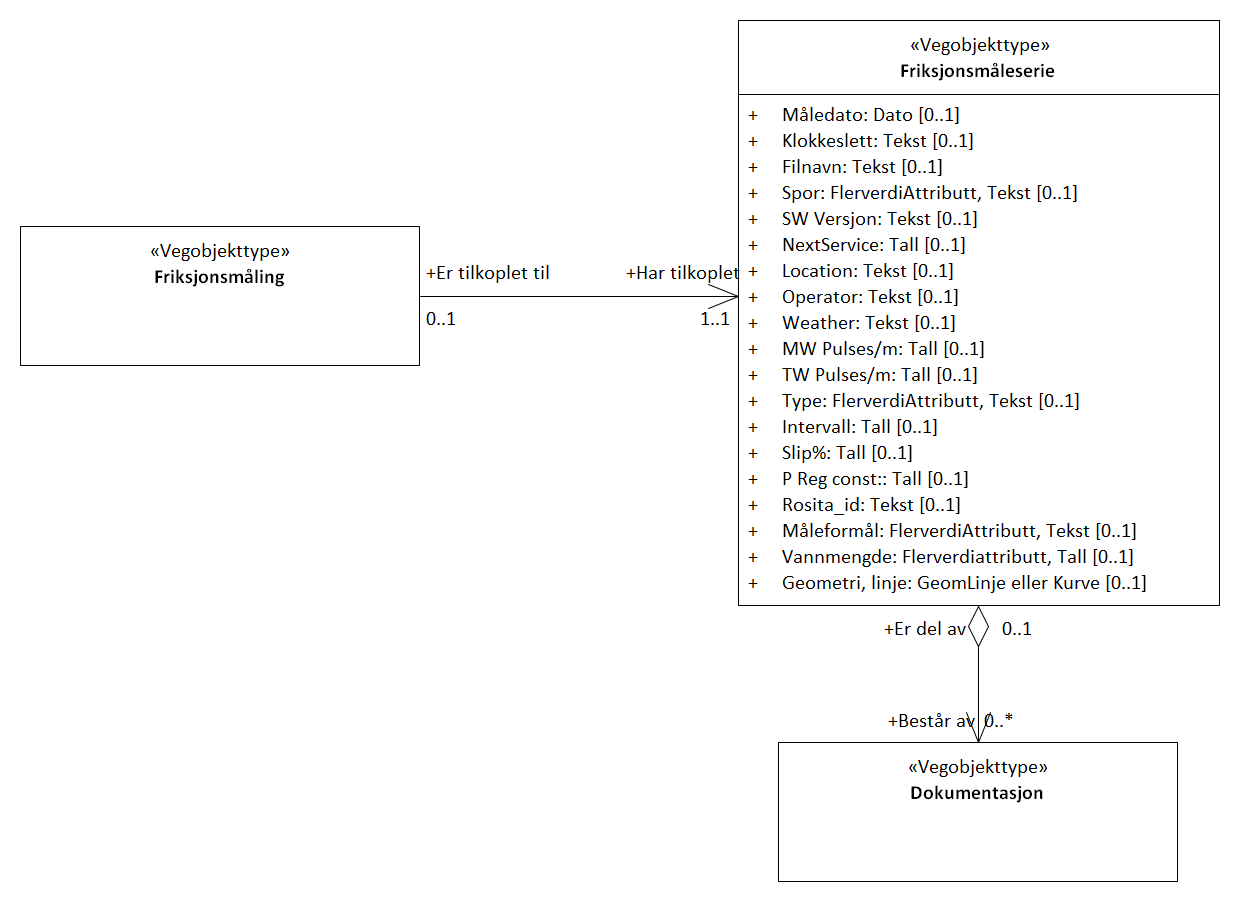 «Vegobjekttype»
Friksjonsmåleserie
+ Måledato: Dato [0..1]
+ Klokkeslett: Tekst [0..1]
+ Filnavn: Tekst [0..1]
+ Spor: FlerverdiAttributt, Tekst [0..1]
+ SW Versjon: Tekst [0..1]
+ NextService: Tall [0..1]
+ Location: Tekst [0..1]
+ Operator: Tekst [0..1]
+ Weather: Tekst [0..1]
+ MW Pulses/m: Tall [0..1]
+ TW Pulses/m: Tall [0..1]
+ Type: FlerverdiAttributt, Tekst [0..1]
+ Intervall: Tall [0..1]
+ Slip%: Tall [0..1]
+ P Reg const:: Tall [0..1]
+ Rosita_id: Tekst [0..1]
+ Måleformål: FlerverdiAttributt, Tekst [0..1]
+ Vannmengde: Flerverdiattributt, Tall [0..1]
+ Geometri, linje: GeomLinje eller Kurve [0..1]
«Vegobjekttype»
Friksjonsmåling
+Er tilkoplet til
+Har tilkoplet
0..1
1..1
+Er del av
0..1
+Består av
0..*
«Vegobjekttype»
Dokumentasjon